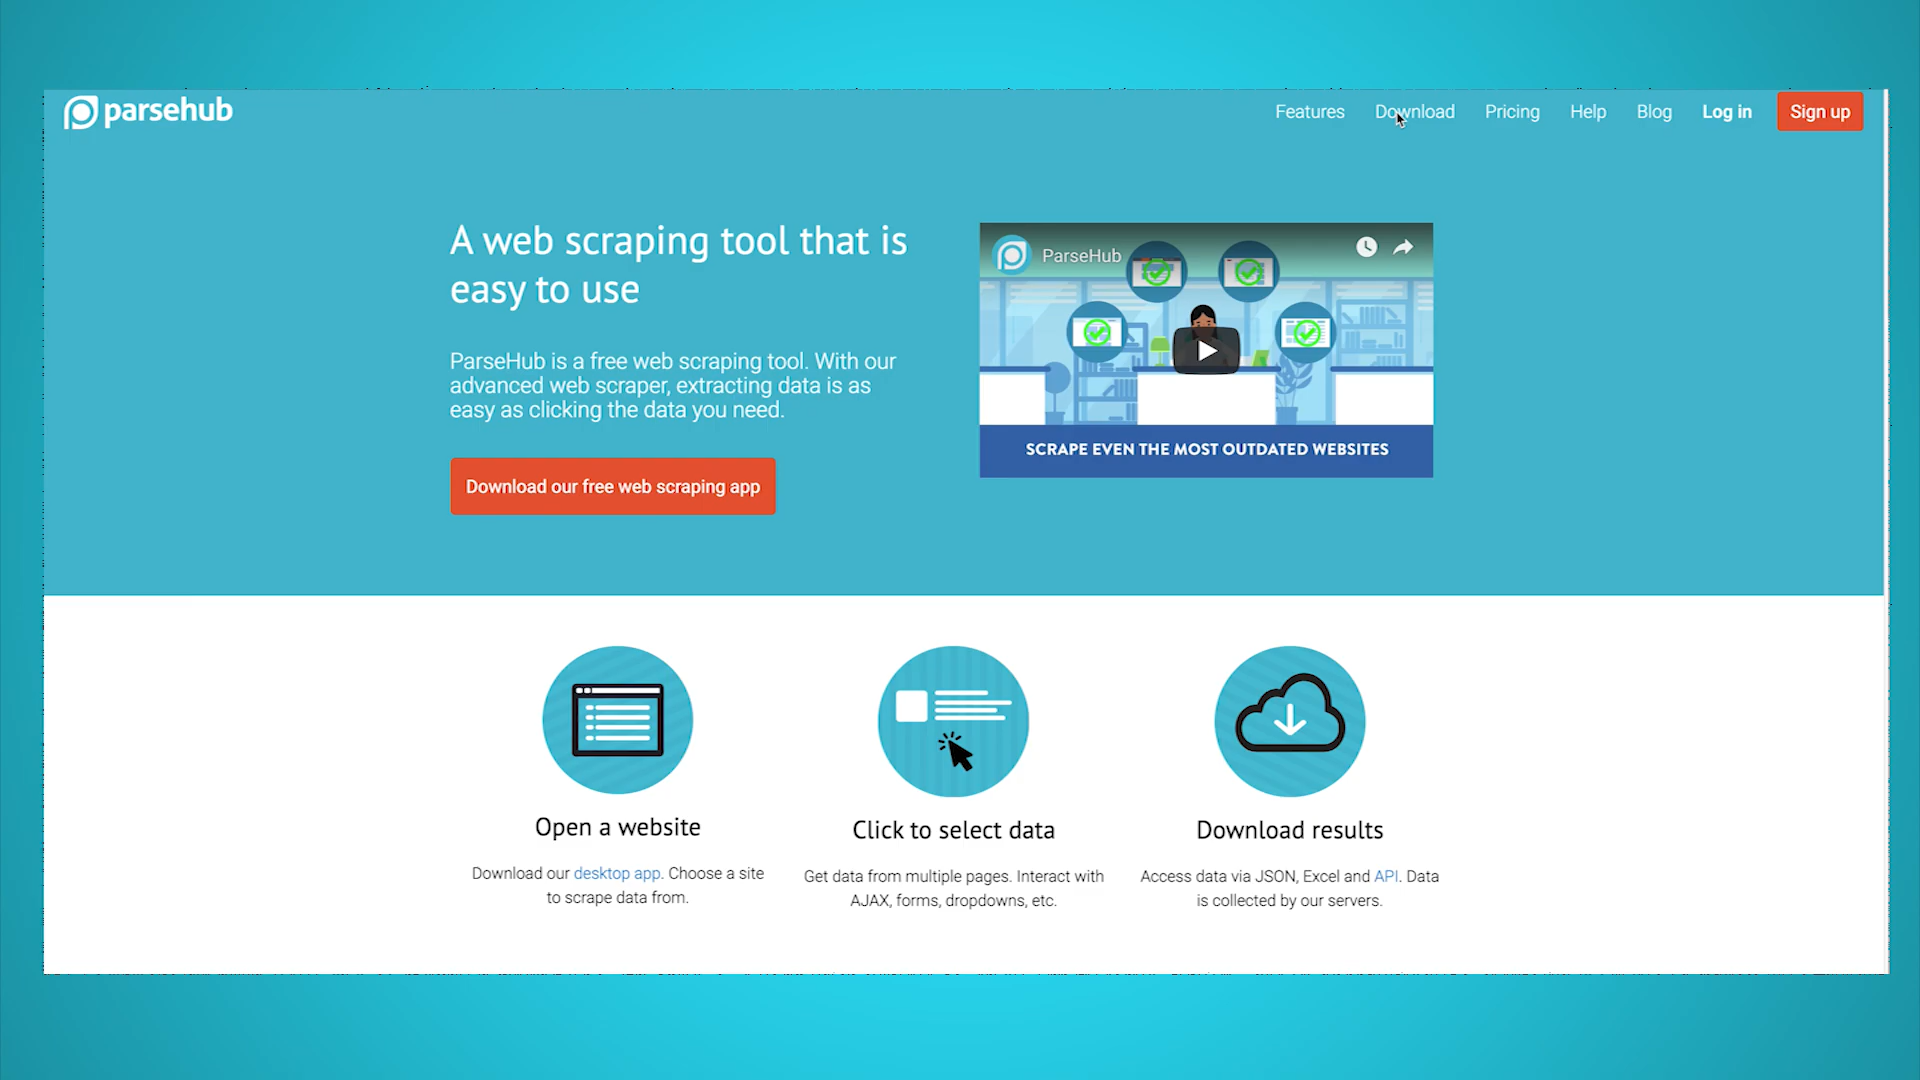 parsehub
Features Download Pricing Help Blog Log in Sign up
A web scraping tool that is
easy to use
ParseHub is a free web scraping tool. With our
advanced web scraper, extracting data is as
easy as clicking the data you need.
Download our free web scraping app
ParseHub
SCRAPE EVEN THE MOST OUTDATED WEBSITES
Open a website
Download our desktop app. Choose a site
to scrape data from.
Click to select data
Get data from multiple pages. Interact with
AJAX, forms, dropdowns, etc.
Download results
Access data via JSON, Excel and API. Data
is collected by our servers.